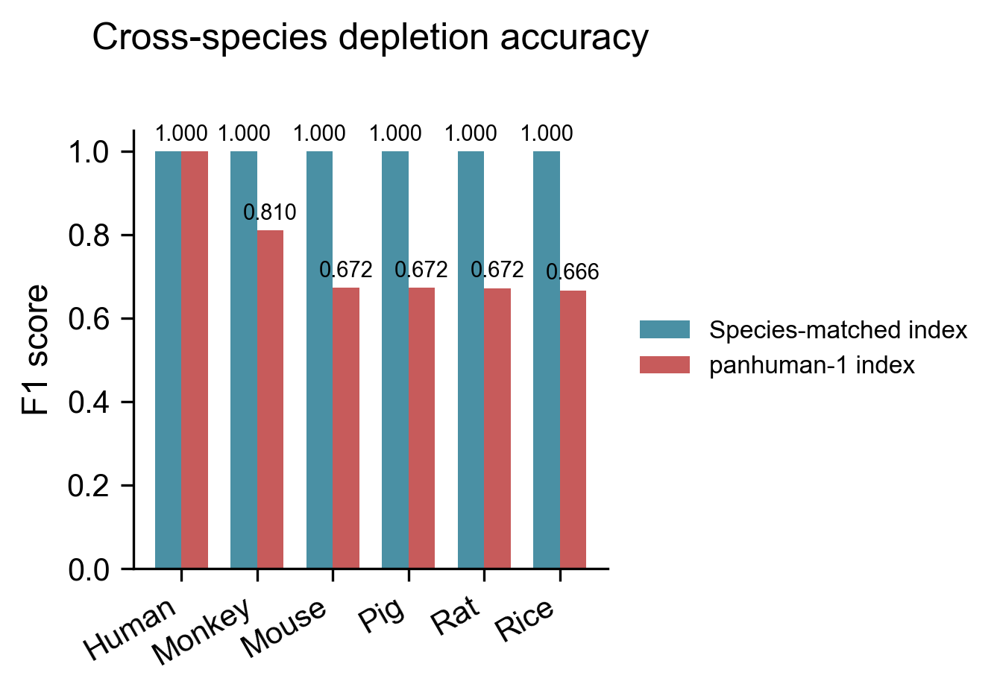 Cross-species depletion accuracy
1.000 1.000 1.000 1.000 1.000 1.000
0.810
0.672 0.672 0.672 0.666
1.0
0.8
0.6
0.4
0.2
0.0
F1 score
Human
Monkey
Mouse
Pig
Rat
Rice
Species-matched index
panhuman-1 index